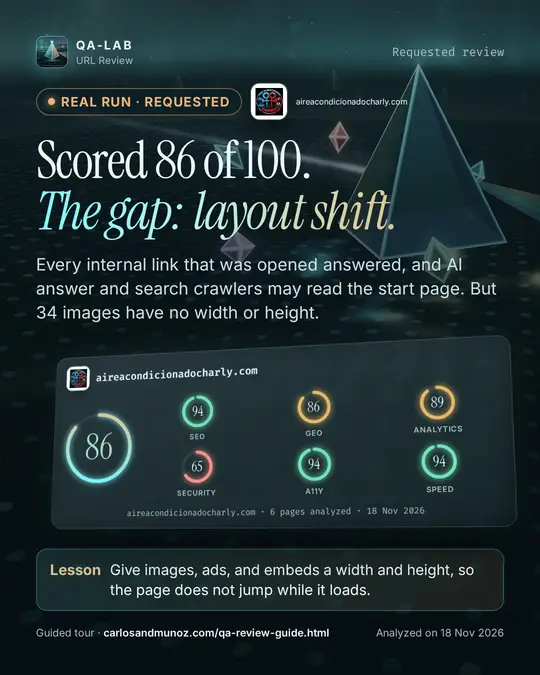 QA-LAB
URL Review
Requested review
REAL RUN · REQUESTED
aireacondicionadocharly.com
Scored 86 of 100.
The gap: layout shift.
Every internal link that was opened answered, and AI
answer and search crawlers may read the start page. But
34 images have no width or height.
aireacondicionadocharly.com
86
94
SEO
86
GEO
89
ANALYTICS
65
SECURITY
94
A11Y
94
SPEED
aireacondicionadocharly.com · 6 pages analyzed · 18 Nov 2026
Lesson Give images, ads, and embeds a width and height, so
the page does not jump while it loads.
Guided tour · carlosandmunoz.com/qa-review-guide.html
Analyzed on 18 Nov 2026